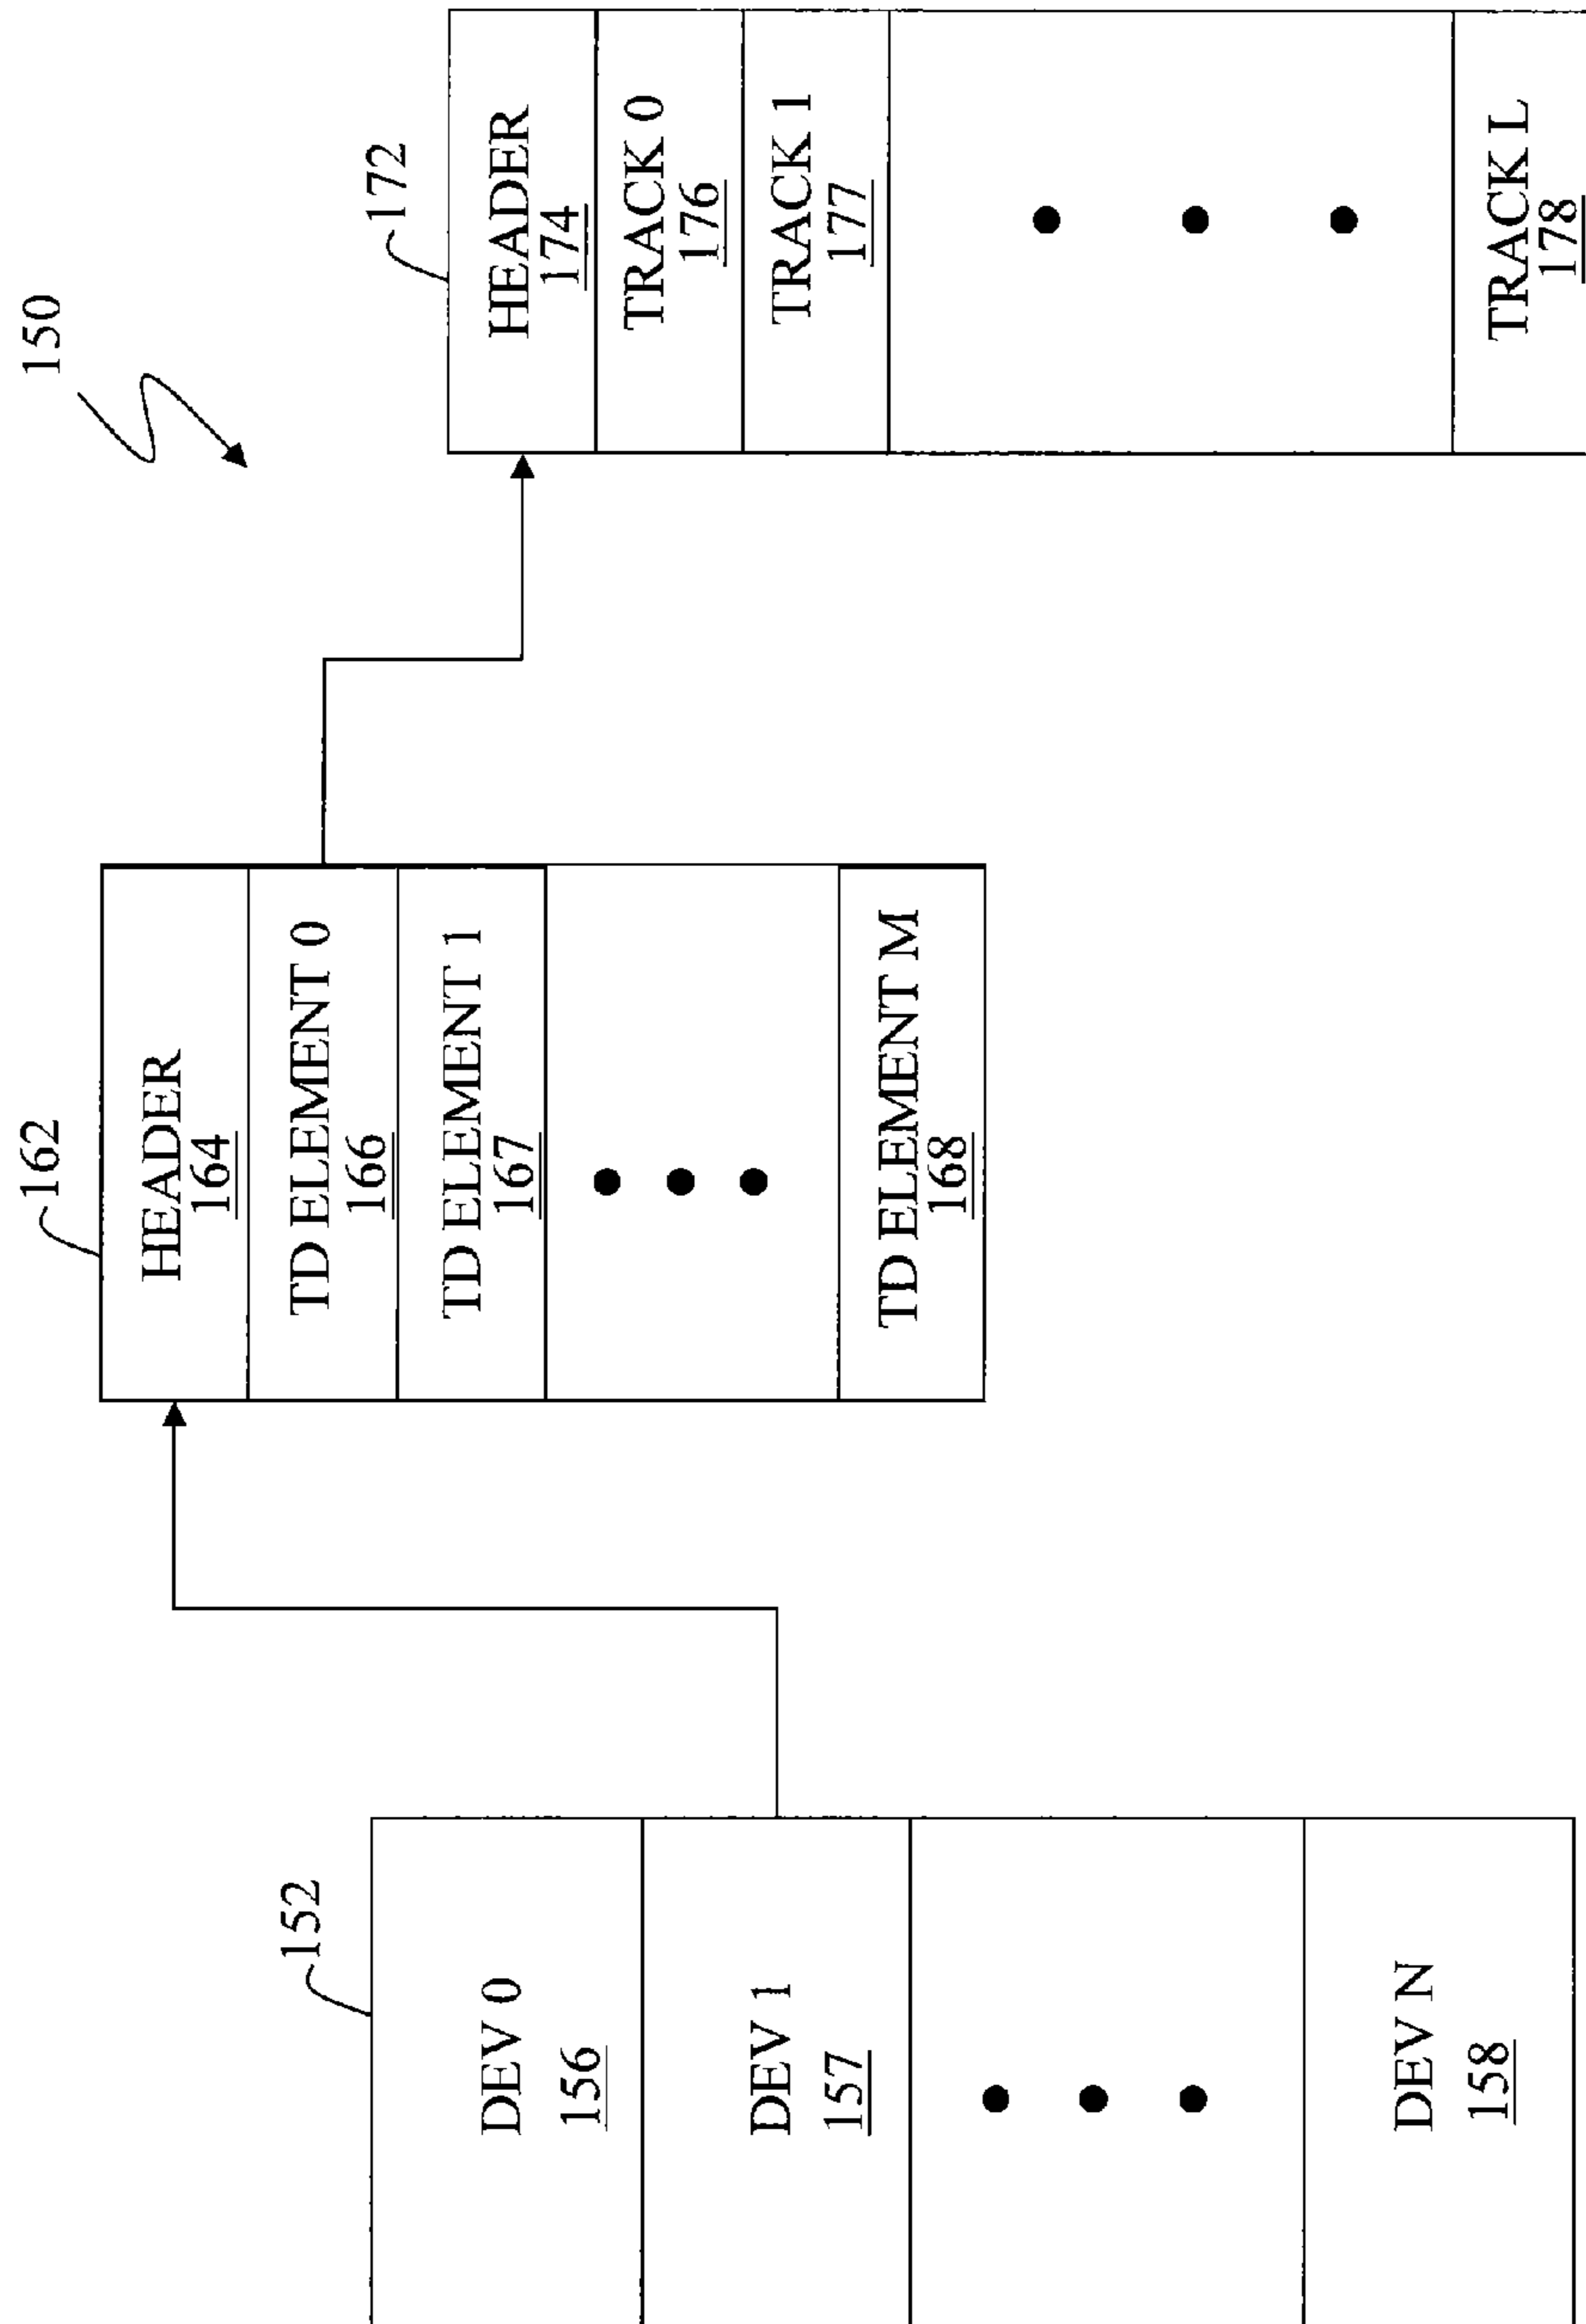 150
152
DEV 0
156
DEV 1
157
DEV N
158
162
HEADER
164
TD ELEMENT 0
166
TD ELEMENT 1
167
TD ELEMENT M
168
172
HEADER
174
TRACK 0
176
TRACK 1
177
TRACK L
178